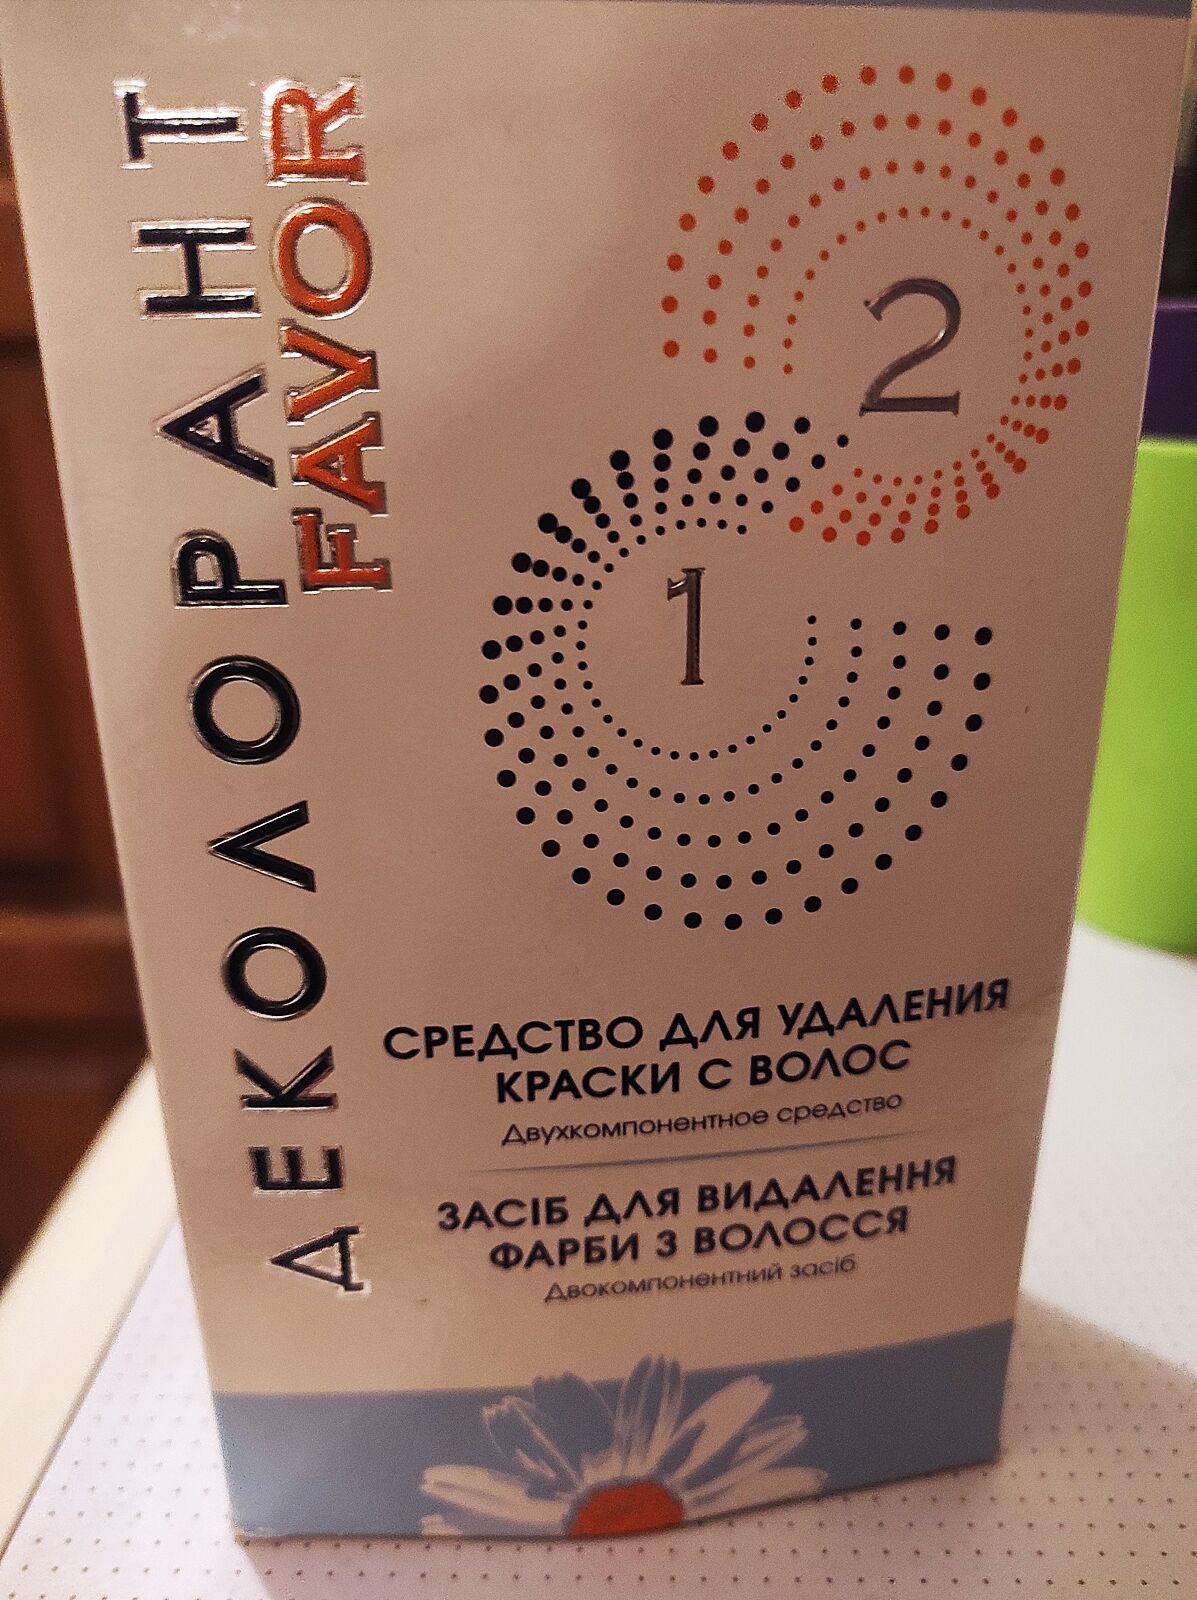 ДЕКОЛОРАНТ
FAVOR
2
1
СРЕДСТВО ДЛЯ УДАЛЕНИЯ
КРАСКИ С ВОЛОС
Двухкомпонентное средство
ЗАСІБ ДЛЯ ВИДАЛЕННЯ
ФАРБИ З ВОЛОССЯ
Двокомпонентний засіб